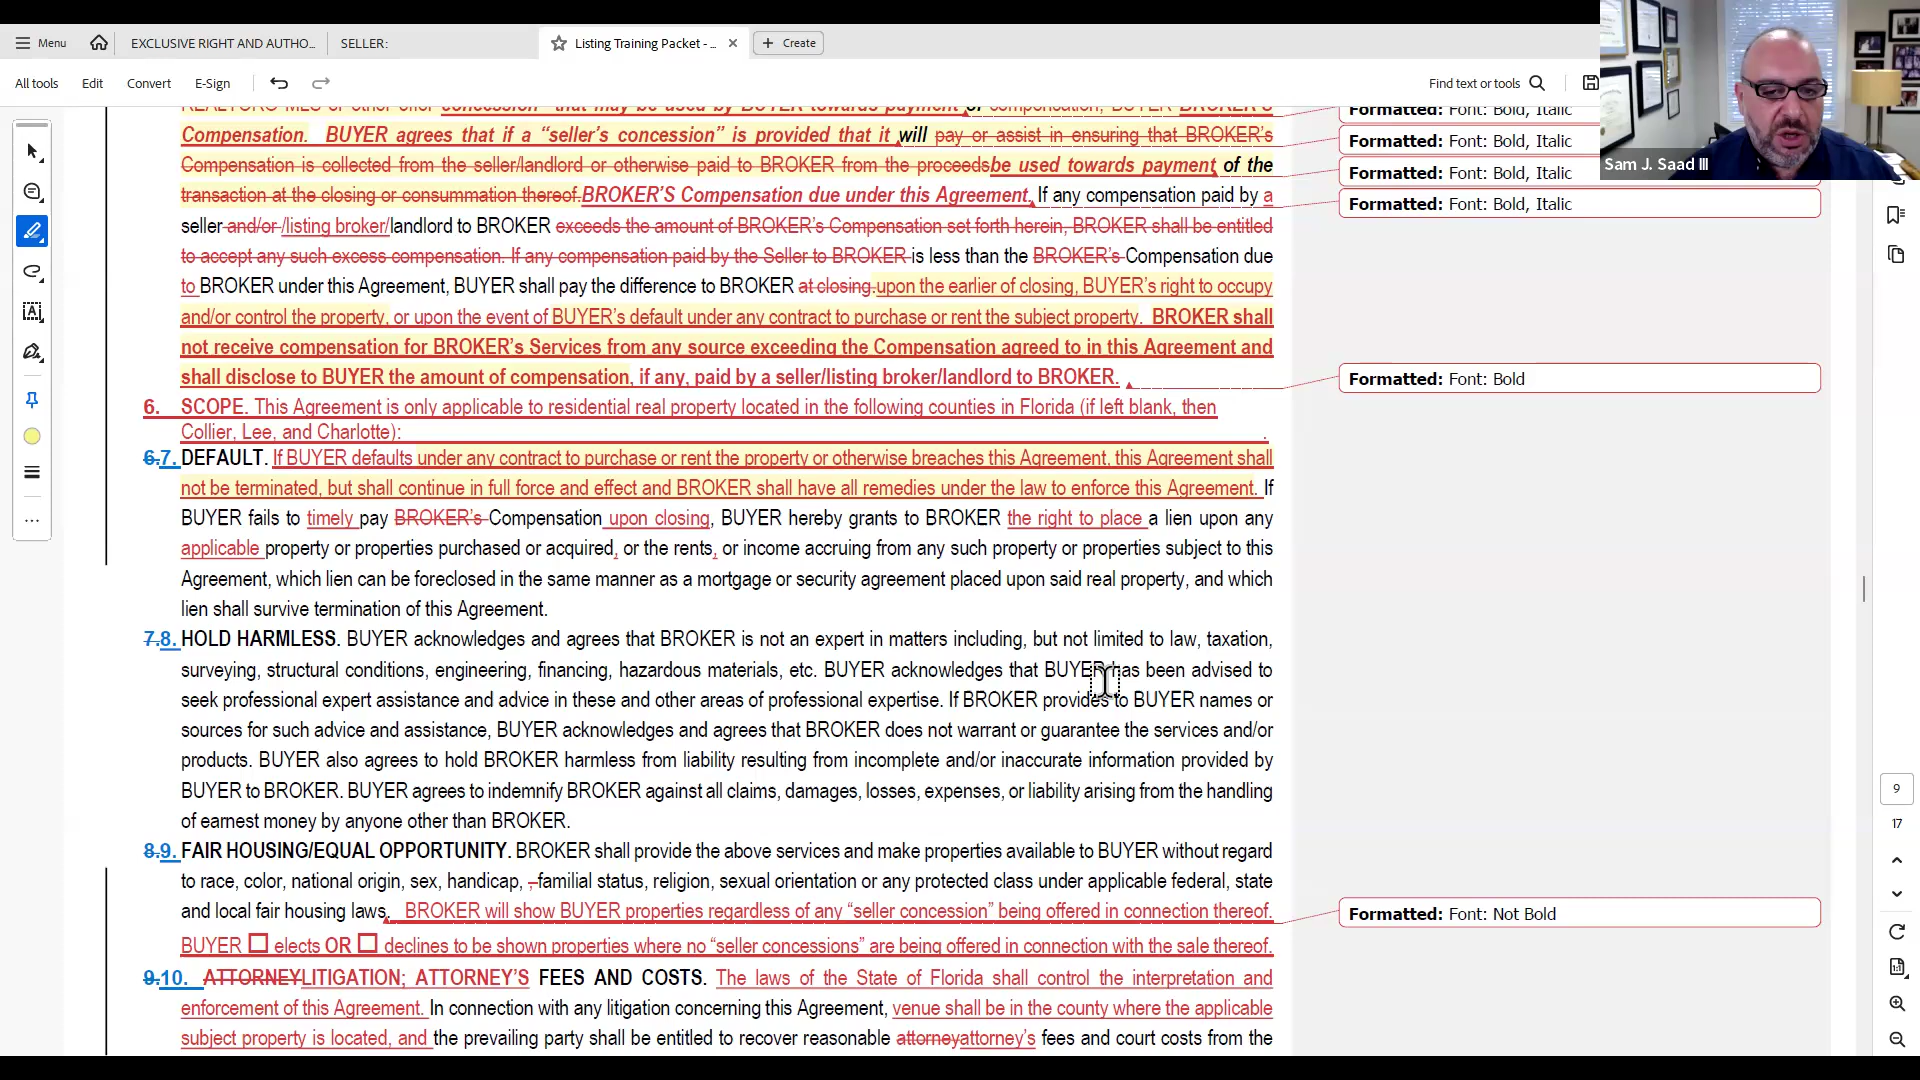 Menu
EXCLUSIVE RIGHT AND AUTHO...
SELLER:
Listing Training Packet - ...
Create
All tools
Edit
Convert
E-Sign
Find text or tools
Sam J. Saad III
REALTOR® MLS or other offer concession" that may be used by BUYER towards payment of compensation, BUYER BROKER'S
Compensation. BUYER agrees that if a "seller's concession" is provided that it will pay or assist in ensuring that BROKER's
Compensation is collected from the seller/landlord or otherwise paid to BROKER from the proceedsbe used towards payment of the
transaction at the closing or consummation thereof.BROKER'S Compensation due under this Agreement. If any compensation paid by a
seller and/or /listing broker/landlord to BROKER exceeds the amount of BROKER's Compensation set forth herein, BROKER shall be entitled
to accept any such excess compensation. If any compensation paid by the Seller to BROKER is less than the BROKER's Compensation due
to BROKER under this Agreement, BUYER shall pay the difference to BROKER at closing.upon the earlier of closing, BUYER's right to occupy
and/or control the property, or upon the event of BUYER's default under any contract to purchase or rent the subject property. BROKER shall
not receive compensation for BROKER's Services from any source exceeding the Compensation agreed to in this Agreement and
shall disclose to BUYER the amount of compensation, if any, paid by a seller/listing broker/landlord to BROKER.
6. SCOPE. This Agreement is only applicable to residential real property located in the following counties in Florida (if left blank, then
Collier, Lee, and Charlotte): .
6.7. DEFAULT. If BUYER defaults under any contract to purchase or rent the property or otherwise breaches this Agreement, this Agreement shall
not be terminated, but shall continue in full force and effect and BROKER shall have all remedies under the law to enforce this Agreement. If
BUYER fails to timely pay BROKER's Compensation upon closing, BUYER hereby grants to BROKER the right to place a lien upon any
applicable property or properties purchased or acquired, or the rents, or income accruing from any such property or properties subject to this
Agreement, which lien can be foreclosed in the same manner as a mortgage or security agreement placed upon said real property, and which
lien shall survive termination of this Agreement.
7.8. HOLD HARMLESS. BUYER acknowledges and agrees that BROKER is not an expert in matters including, but not limited to law, taxation,
surveying, structural conditions, engineering, financing, hazardous materials, etc. BUYER acknowledges that BUYER has been advised to
seek professional expert assistance and advice in these and other areas of professional expertise. If BROKER provides to BUYER names or
sources for such advice and assistance, BUYER acknowledges and agrees that BROKER does not warrant or guarantee the services and/or
products. BUYER also agrees to hold BROKER harmless from liability resulting from incomplete and/or inaccurate information provided by
BUYER to BROKER. BUYER agrees to indemnify BROKER against all claims, damages, losses, expenses, or liability arising from the handling
of earnest money by anyone other than BROKER.
8.9. FAIR HOUSING/EQUAL OPPORTUNITY. BROKER shall provide the above services and make properties available to BUYER without regard
to race, color, national origin, sex, handicap, , familial status, religion, sexual orientation or any protected class under applicable federal, state
and local fair housing laws. BROKER will show BUYER properties regardless of any "seller concession" being offered in connection thereof.
BUYER ☐ elects OR ☐ declines to be shown properties where no "seller concessions" are being offered in connection with the sale thereof.
9.10. ATTORNEYLITIGATION; ATTORNEY'S FEES AND COSTS. The laws of the State of Florida shall control the interpretation and
enforcement of this Agreement. In connection with any litigation concerning this Agreement, venue shall be in the county where the applicable
subject property is located, and the prevailing party shall be entitled to recover reasonable attorneyattorney's fees and court costs from the
Formatted: Font: Bold, Italic
Formatted: Font: Bold, Italic
Formatted: Font: Bold, Italic
Formatted: Font: Bold, Italic
Formatted: Font: Bold
Formatted: Font: Not Bold
9
17